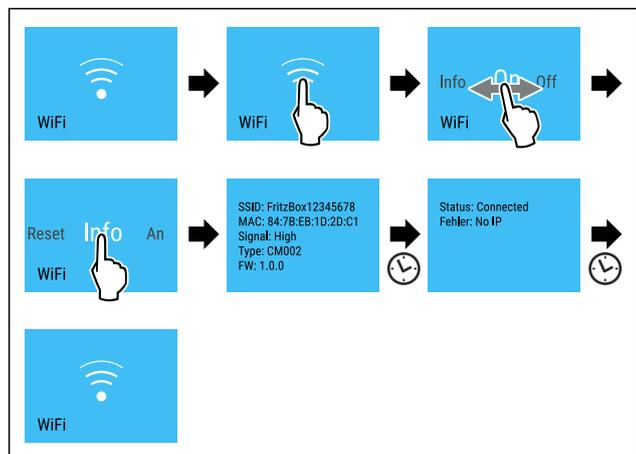 WiFi
WiFi
Info On Off
WiFi
Reset Info An
WiFi
SSID: FritzBox12345678
MAC: 84:7B:EB:1D:2D:C1
Signal: High
Type: CM002
FW: 1.0.0
Status: Connected
Fehler: No IP
WiFi